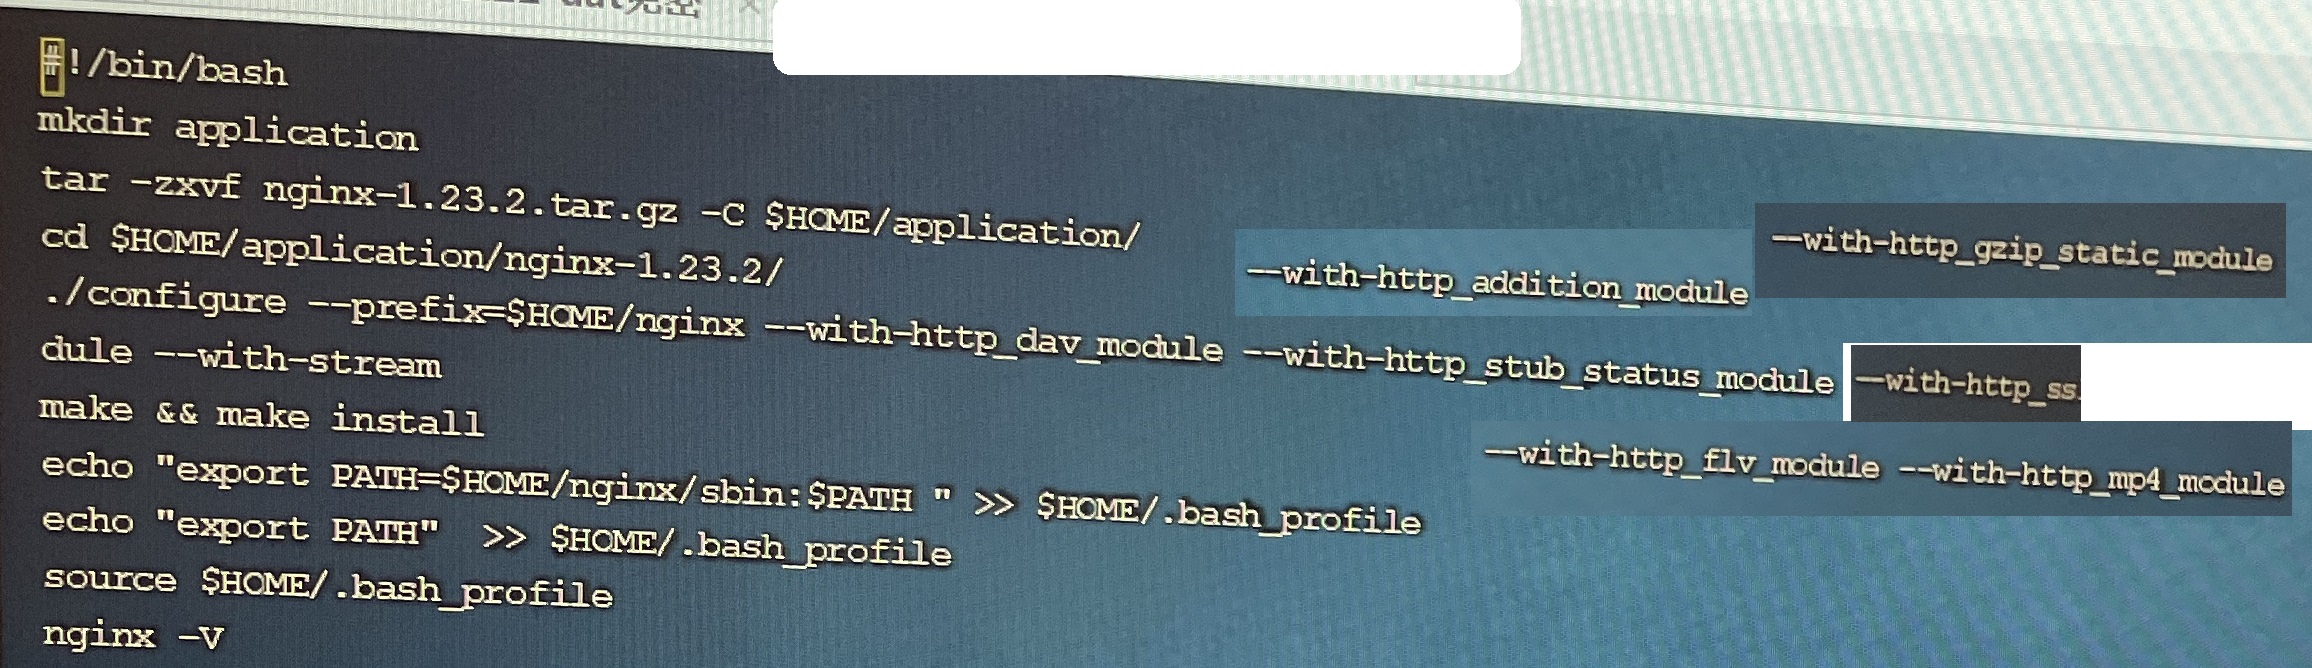 #!/bin/bash
mkdir application
tar -zxvf nginx-1.23.2.tar.gz -C $HOME/application/
cd $HOME/application/nginx-1.23.2/
--with-http_addition_module
--with-http_gzip_static_module
./configure --prefix=$HOME/nginx --with-http_dav_module --with-http_stub_status_module
--with-http_ss
dule --with-stream
--with-http_flv_module --with-http_mp4_module
make && make install
echo "export PATH=$HOME/nginx/sbin:$PATH " >> $HOME/.bash_profile
echo "export PATH"  >> $HOME/.bash_profile
source $HOME/.bash_profile
nginx -V